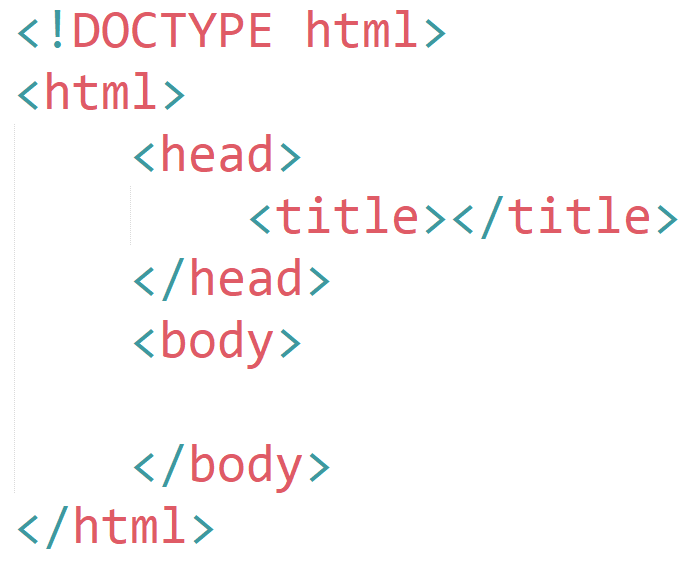 <!DOCTYPE html>
<html>
    <head>
        <title></title>
    </head>
    <body>

    </body>
</html>